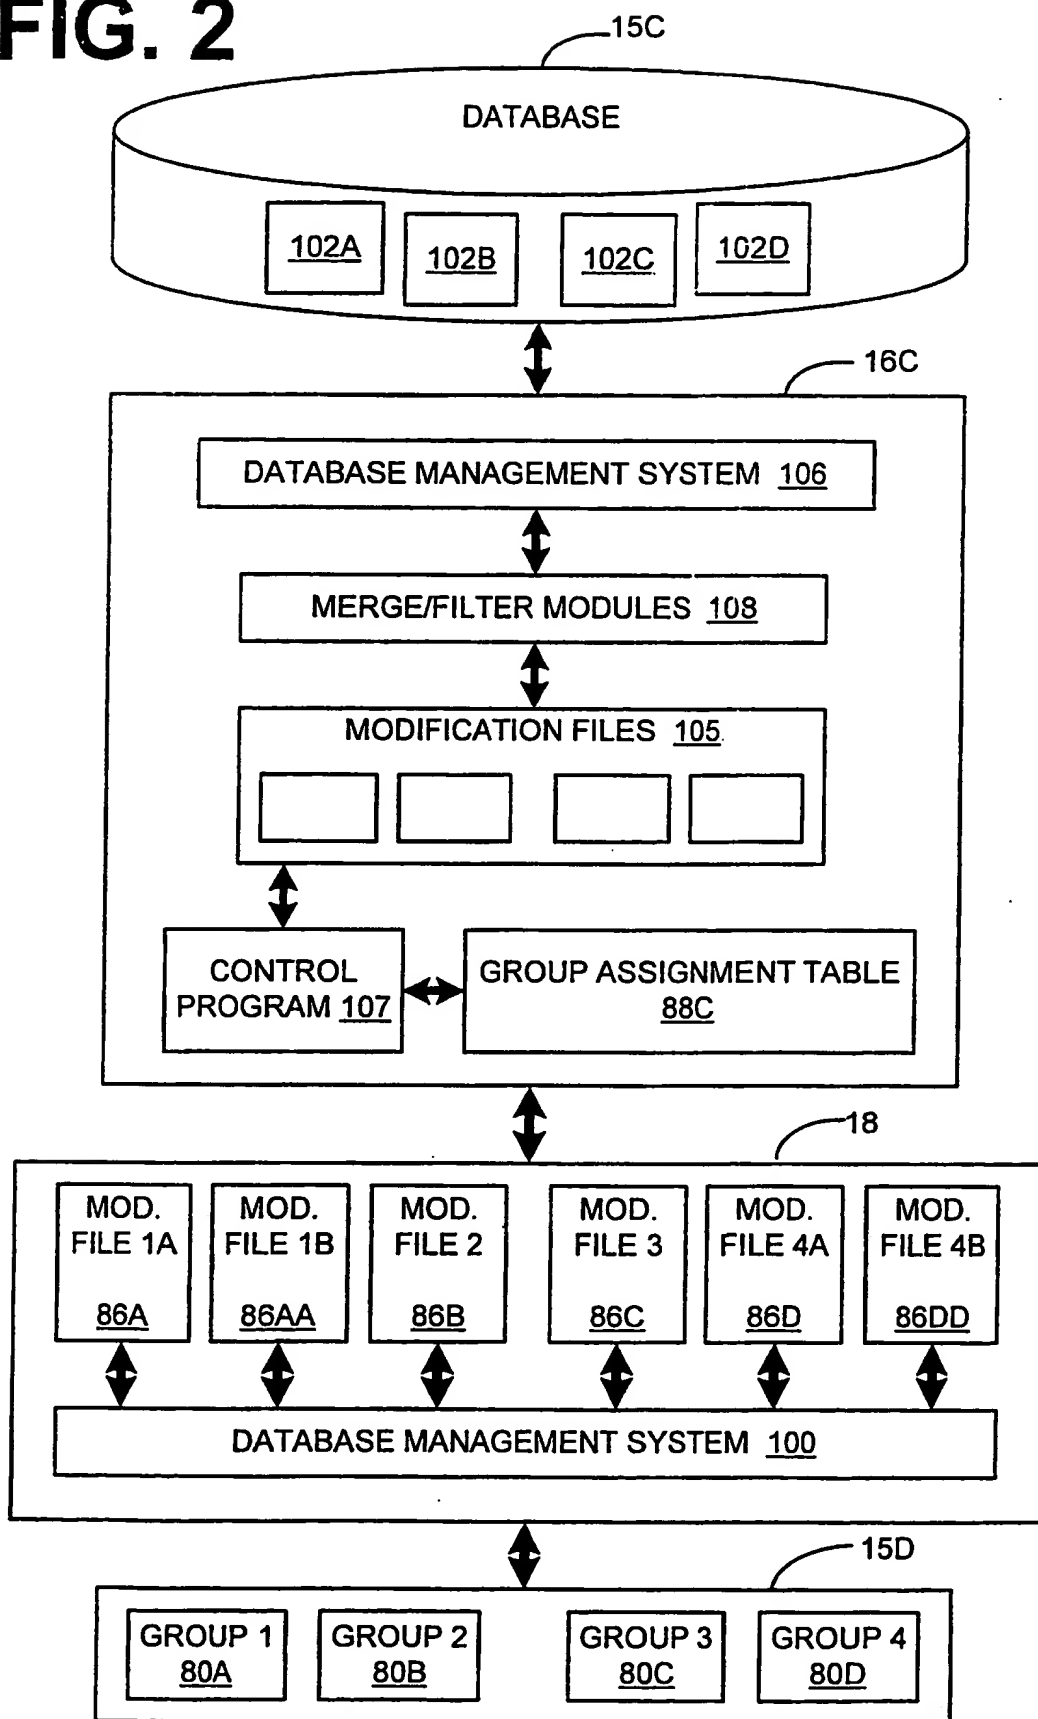 FIG. 2
15C
DATABASE
102A
102B
102C
102D
16C
DATABASE MANAGEMENT SYSTEM 106
MERGE/FILTER MODULES 108
MODIFICATION FILES 105
CONTROL
PROGRAM 107
GROUP ASSIGNMENT TABLE
88C
18
MOD.
FILE 1A
86A
MOD.
FILE 1B
86AA
MOD.
FILE 2
86B
MOD.
FILE 3
86C
MOD.
FILE 4A
86D
MOD.
FILE 4B
86DD
DATABASE MANAGEMENT SYSTEM 100
15D
GROUP 1
80A
GROUP 2
80B
GROUP 3
80C
GROUP 4
80D